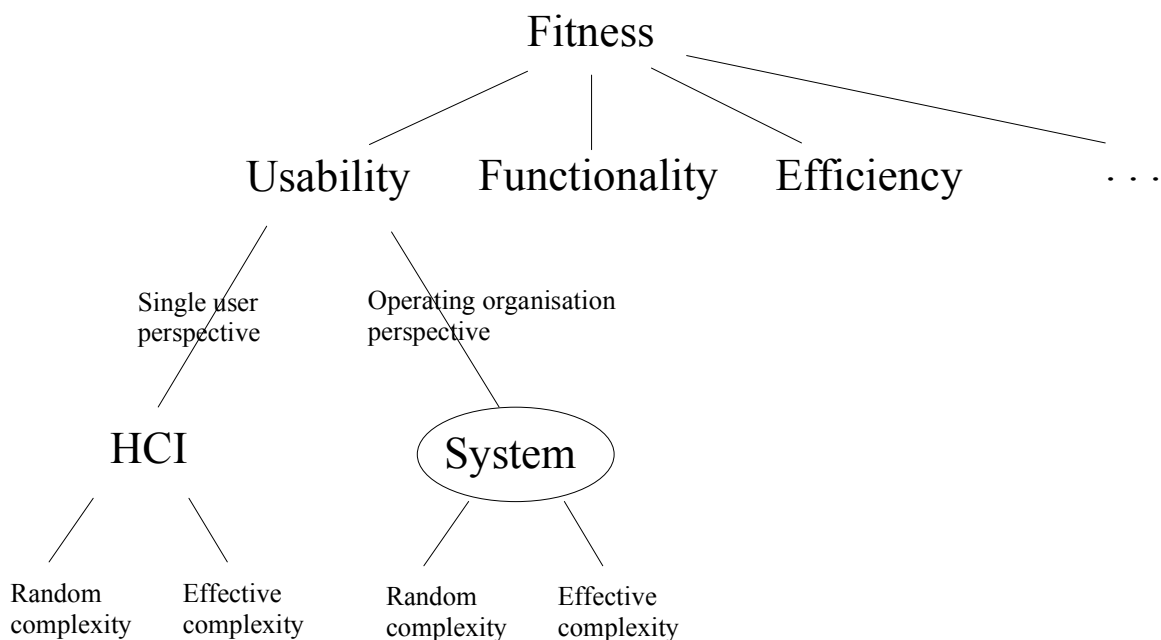 Fitness
Usability Functionality Efficiency . . .
Single user
perspective
Operating organisation
perspective
HCI
System
Random
complexity
Effective
complexity
Random
complexity
Effective
complexity